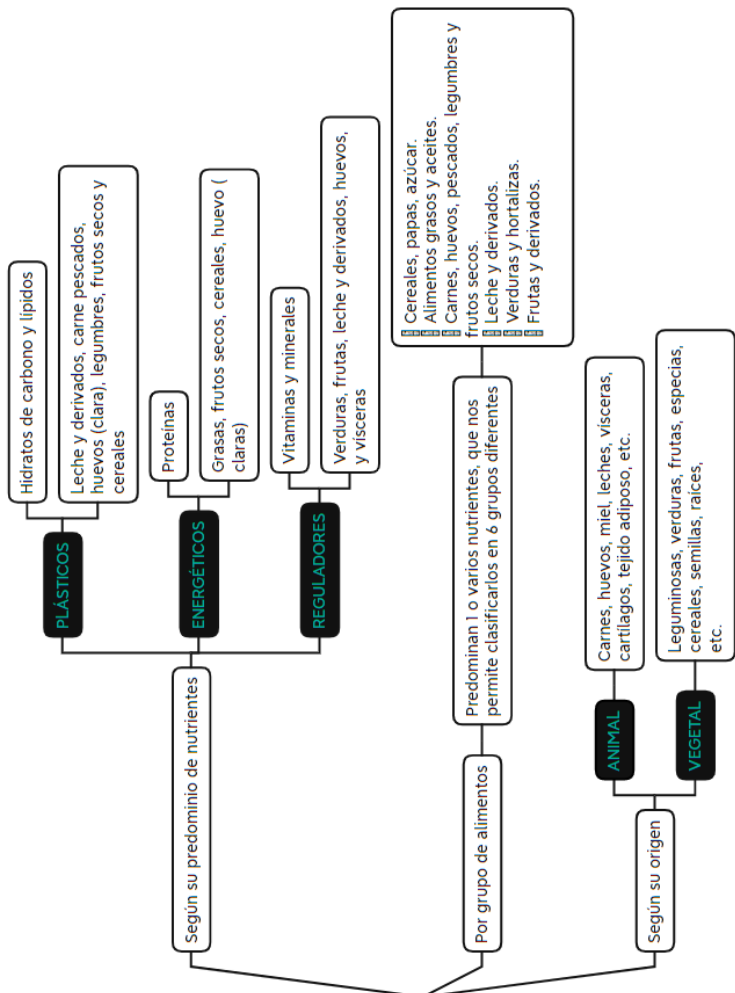 Según su predominio de nutrientes
PLÁSTICOS
Hidratos de carbono y lípidos
Leche y derivados, carne pescados,
huevos (clara), legumbres, frutos secos y
cereales
ENERGÉTICOS
Proteínas
Grasas, frutos secos, cereales, huevo (
claras)
REGULADORES
Vitaminas y minerales
Verduras, frutas, leche y derivados, huevos,
y vísceras
Por grupo de alimentos
Predominan 1 o varios nutrientes, que nos
permite clasificarlos en 6 grupos diferentes
Cereales, papas, azúcar.
Alimentos grasos y aceites.
Carnes, huevos, pescados, legumbres y
frutos secos.
Leche y derivados.
Verduras y hortalizas.
Frutas y derivados.
Según su origen
ANIMAL
Carnes, huevos, miel, leches, vísceras,
cartílagos, tejido adiposo, etc.
VEGETAL
Leguminosas, verduras, frutas, especias,
cereales, semillas, raíces,
etc.